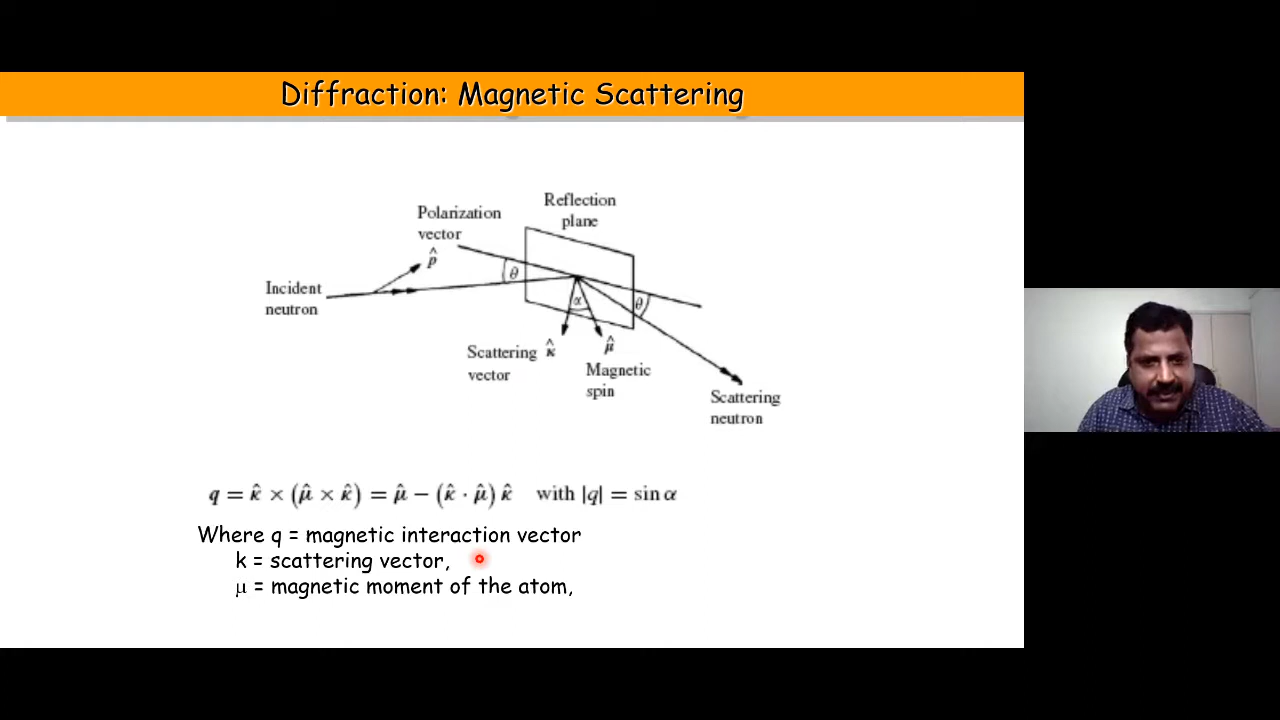 Diffraction: Magnetic Scattering
Reflection
plane
Polarization
vector
p̂
θ
Incident
neutron
α
θ
Scattering κ̂
vector
μ̂
Magnetic
spin
Scattering
neutron
q = κ̂ × (μ̂ × κ̂) = μ̂ − (κ̂ · μ̂) κ̂ with |q| = sin α
Where q = magnetic interaction vector
k = scattering vector,
μ = magnetic moment of the atom,